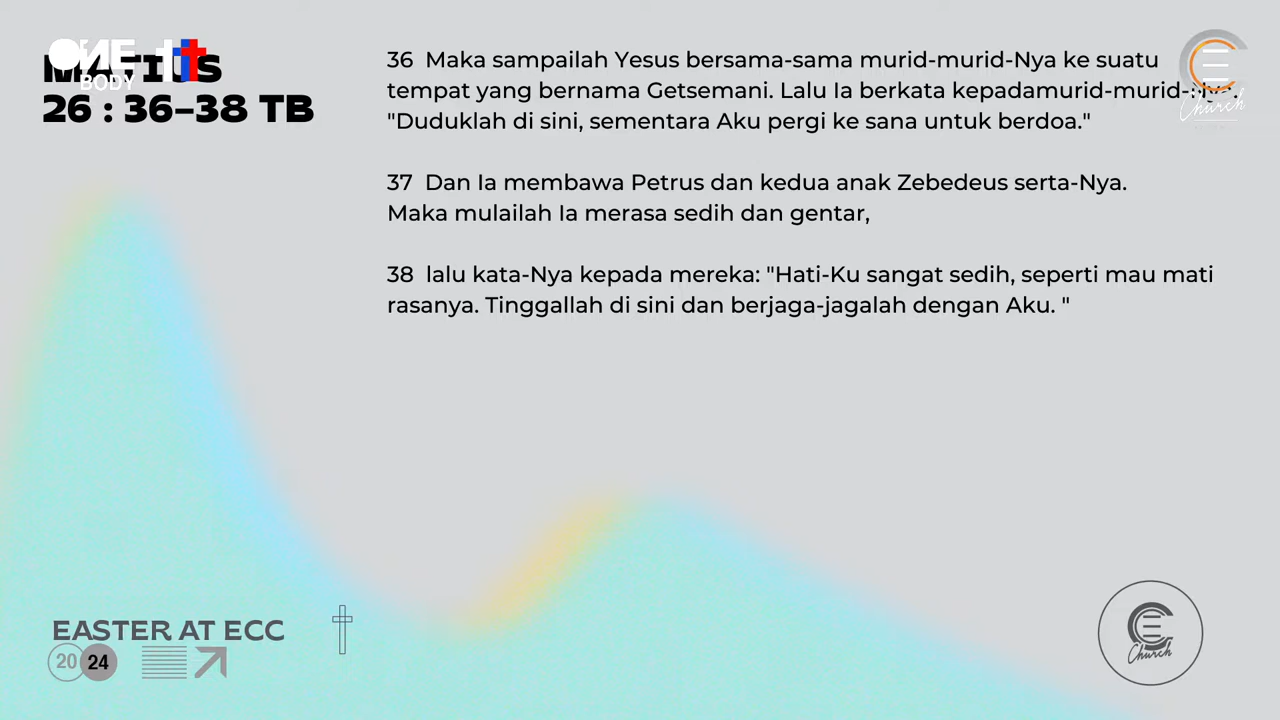 ONE
BODY
MATIUS
26 : 36-38 TB
36 Maka sampailah Yesus bersama-sama murid-murid-Nya ke suatu
tempat yang bernama Getsemani. Lalu Ia berkata kepadamurid-murid-
"Duduklah di sini, sementara Aku pergi ke sana untuk berdoa."
37 Dan Ia membawa Petrus dan kedua anak Zebedeus serta-Nya.
Maka mulailah Ia merasa sedih dan gentar,
38 lalu kata-Nya kepada mereka: "Hati-Ku sangat sedih, seperti mau mati
rasanya. Tinggallah di sini dan berjaga-jagalah dengan Aku. "
Church
EASTER AT ECC
20 24
Church